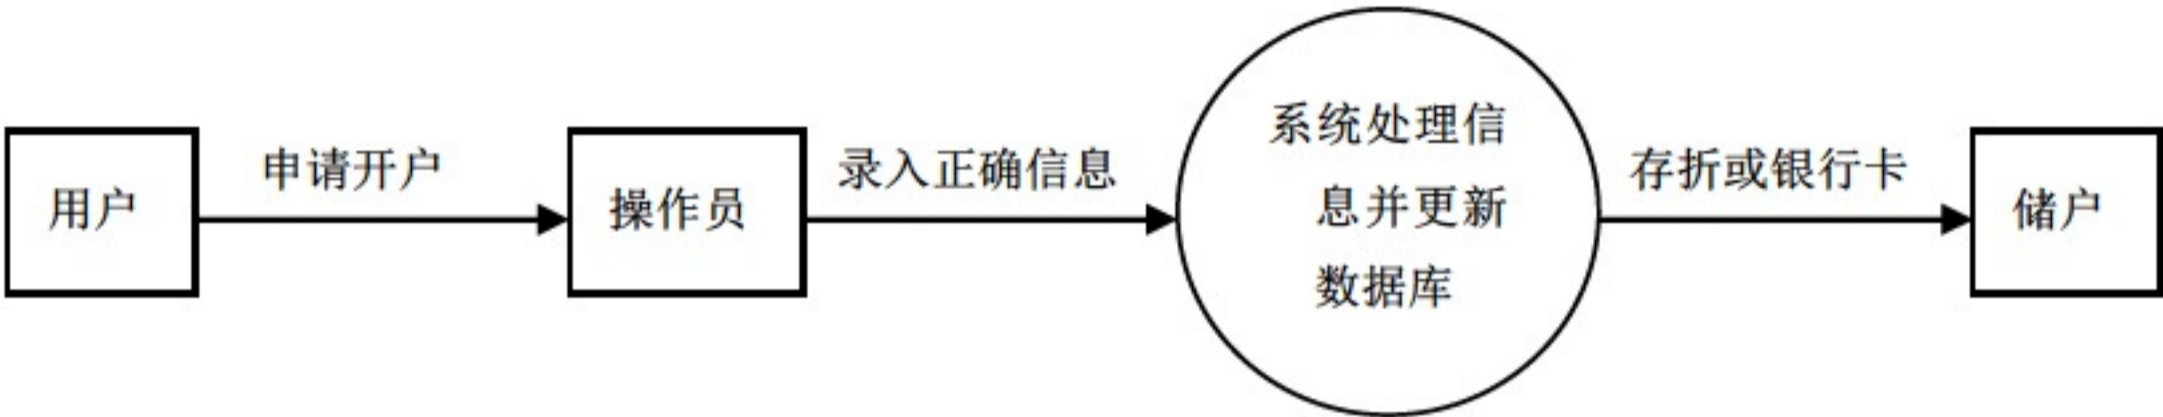 用户
申请开户
操作员
录入正确信息
系统处理信
息并更新
数据库
存折或银行卡
储户